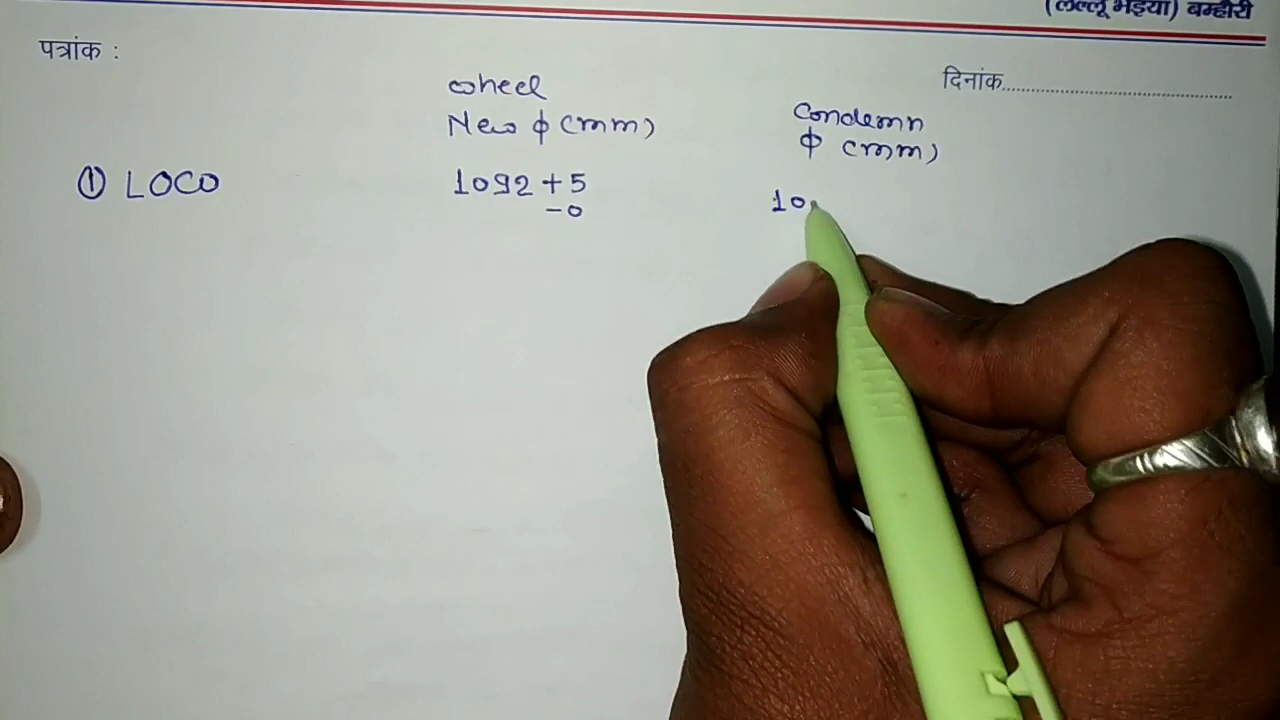 (लल्लू भइया) बम्हौरी
पत्रांक :
दिनांक........................................
wheel
New ϕ (mm)
Condemn
ϕ (mm)
① LOCO
1092 + 5
- 0
10